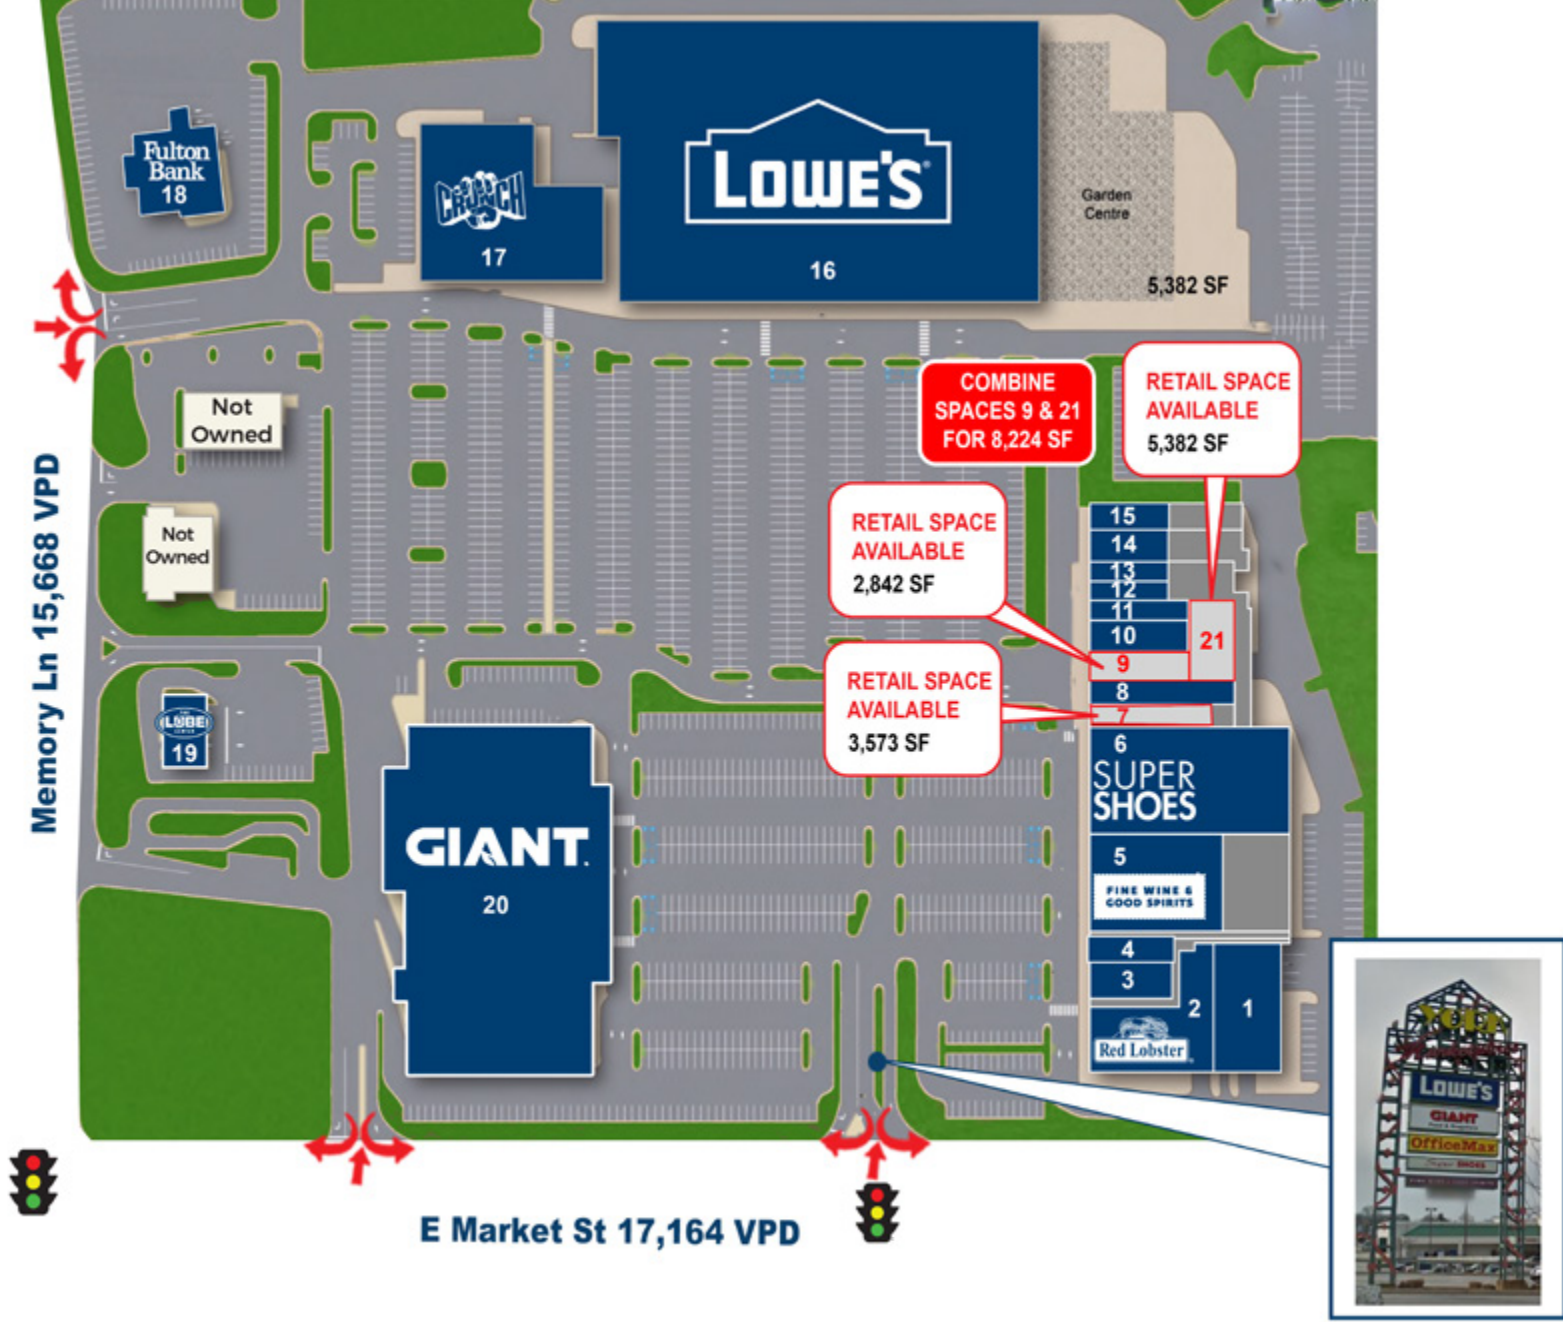 Fulton
Bank
18
CRUNCH
17
LOWE'S
16
Garden
Centre
5,382 SF
COMBINE
SPACES 9 & 21
FOR 8,224 SF
RETAIL SPACE
AVAILABLE
5,382 SF
Not
Owned
RETAIL SPACE
AVAILABLE
2,842 SF
Not
Owned
15
14
13
12
11
10
21
9
8
7
RETAIL SPACE
AVAILABLE
3,573 SF
Memory Ln 15,668 VPD
LUBE
CENTER
19
6
SUPER
SHOES
GIANT.
20
5
FINE WINE &
GOOD SPIRITS
4
3
2
1
Red Lobster
E Market St 17,164 VPD
LOWE'S
GIANT
OfficeMax
SHOES